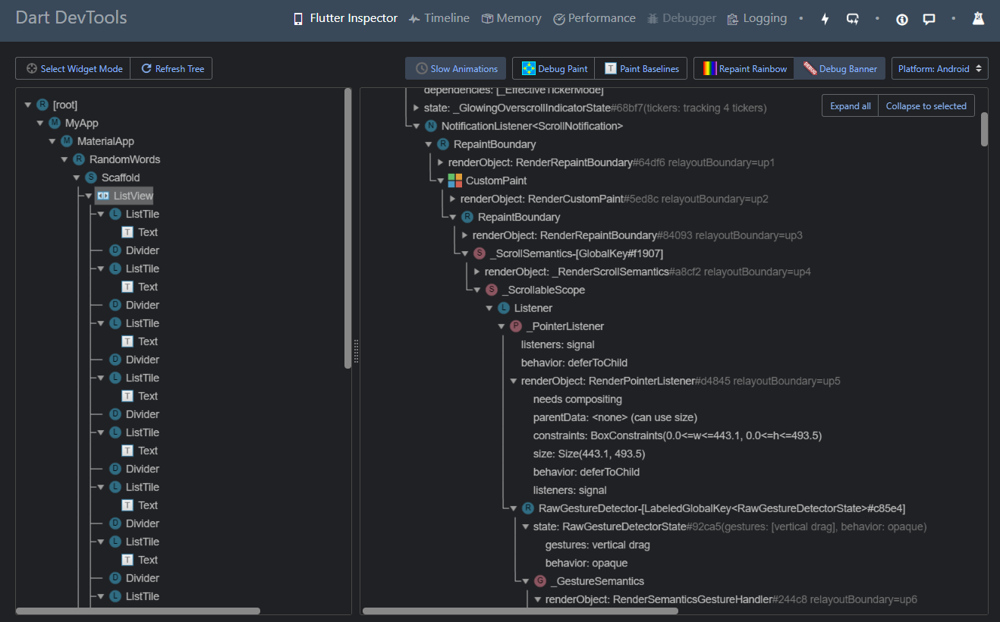 Dart DevTools
Flutter Inspector Timeline Memory Performance Debugger Logging
Select Widget Mode Refresh Tree Slow Animations Debug Paint Paint Baselines Repaint Rainbow Debug Banner Platform: Android
[root]
MyApp
MaterialApp
RandomWords
Scaffold
ListView
ListTile
Text
Divider
ListTile
Text
Divider
ListTile
Text
Divider
ListTile
Text
Divider
ListTile
Text
Divider
ListTile
Text
Divider
ListTile
Text
Divider
ListTile
Expand all Collapse to selected
dependencies: [_EffectiveTickerMode]
state: _GlowingOverscrollIndicatorState#68bf7(tickers: tracking 4 tickers)
NotificationListener<ScrollNotification>
RepaintBoundary
renderObject: RenderRepaintBoundary#64df6 relayoutBoundary=up1
CustomPaint
renderObject: RenderCustomPaint#5ed8c relayoutBoundary=up2
RepaintBoundary
renderObject: RenderRepaintBoundary#84093 relayoutBoundary=up3
_ScrollSemantics-[GlobalKey#f1907]
renderObject: _RenderScrollSemantics#a8cf2 relayoutBoundary=up4
_ScrollableScope
Listener
_PointerListener
listeners: signal
behavior: deferToChild
renderObject: RenderPointerListener#d4845 relayoutBoundary=up5
needs compositing
parentData: <none> (can use size)
constraints: BoxConstraints(0.0<=w<=443.1, 0.0<=h<=493.5)
size: Size(443.1, 493.5)
behavior: deferToChild
listeners: signal
RawGestureDetector-[LabeledGlobalKey<RawGestureDetectorState>#c85e4]
state: RawGestureDetectorState#92ca5(gestures: [vertical drag], behavior: opaque)
gestures: vertical drag
behavior: opaque
_GestureSemantics
renderObject: RenderSemanticsGestureHandler#244c8 relayoutBoundary=up6